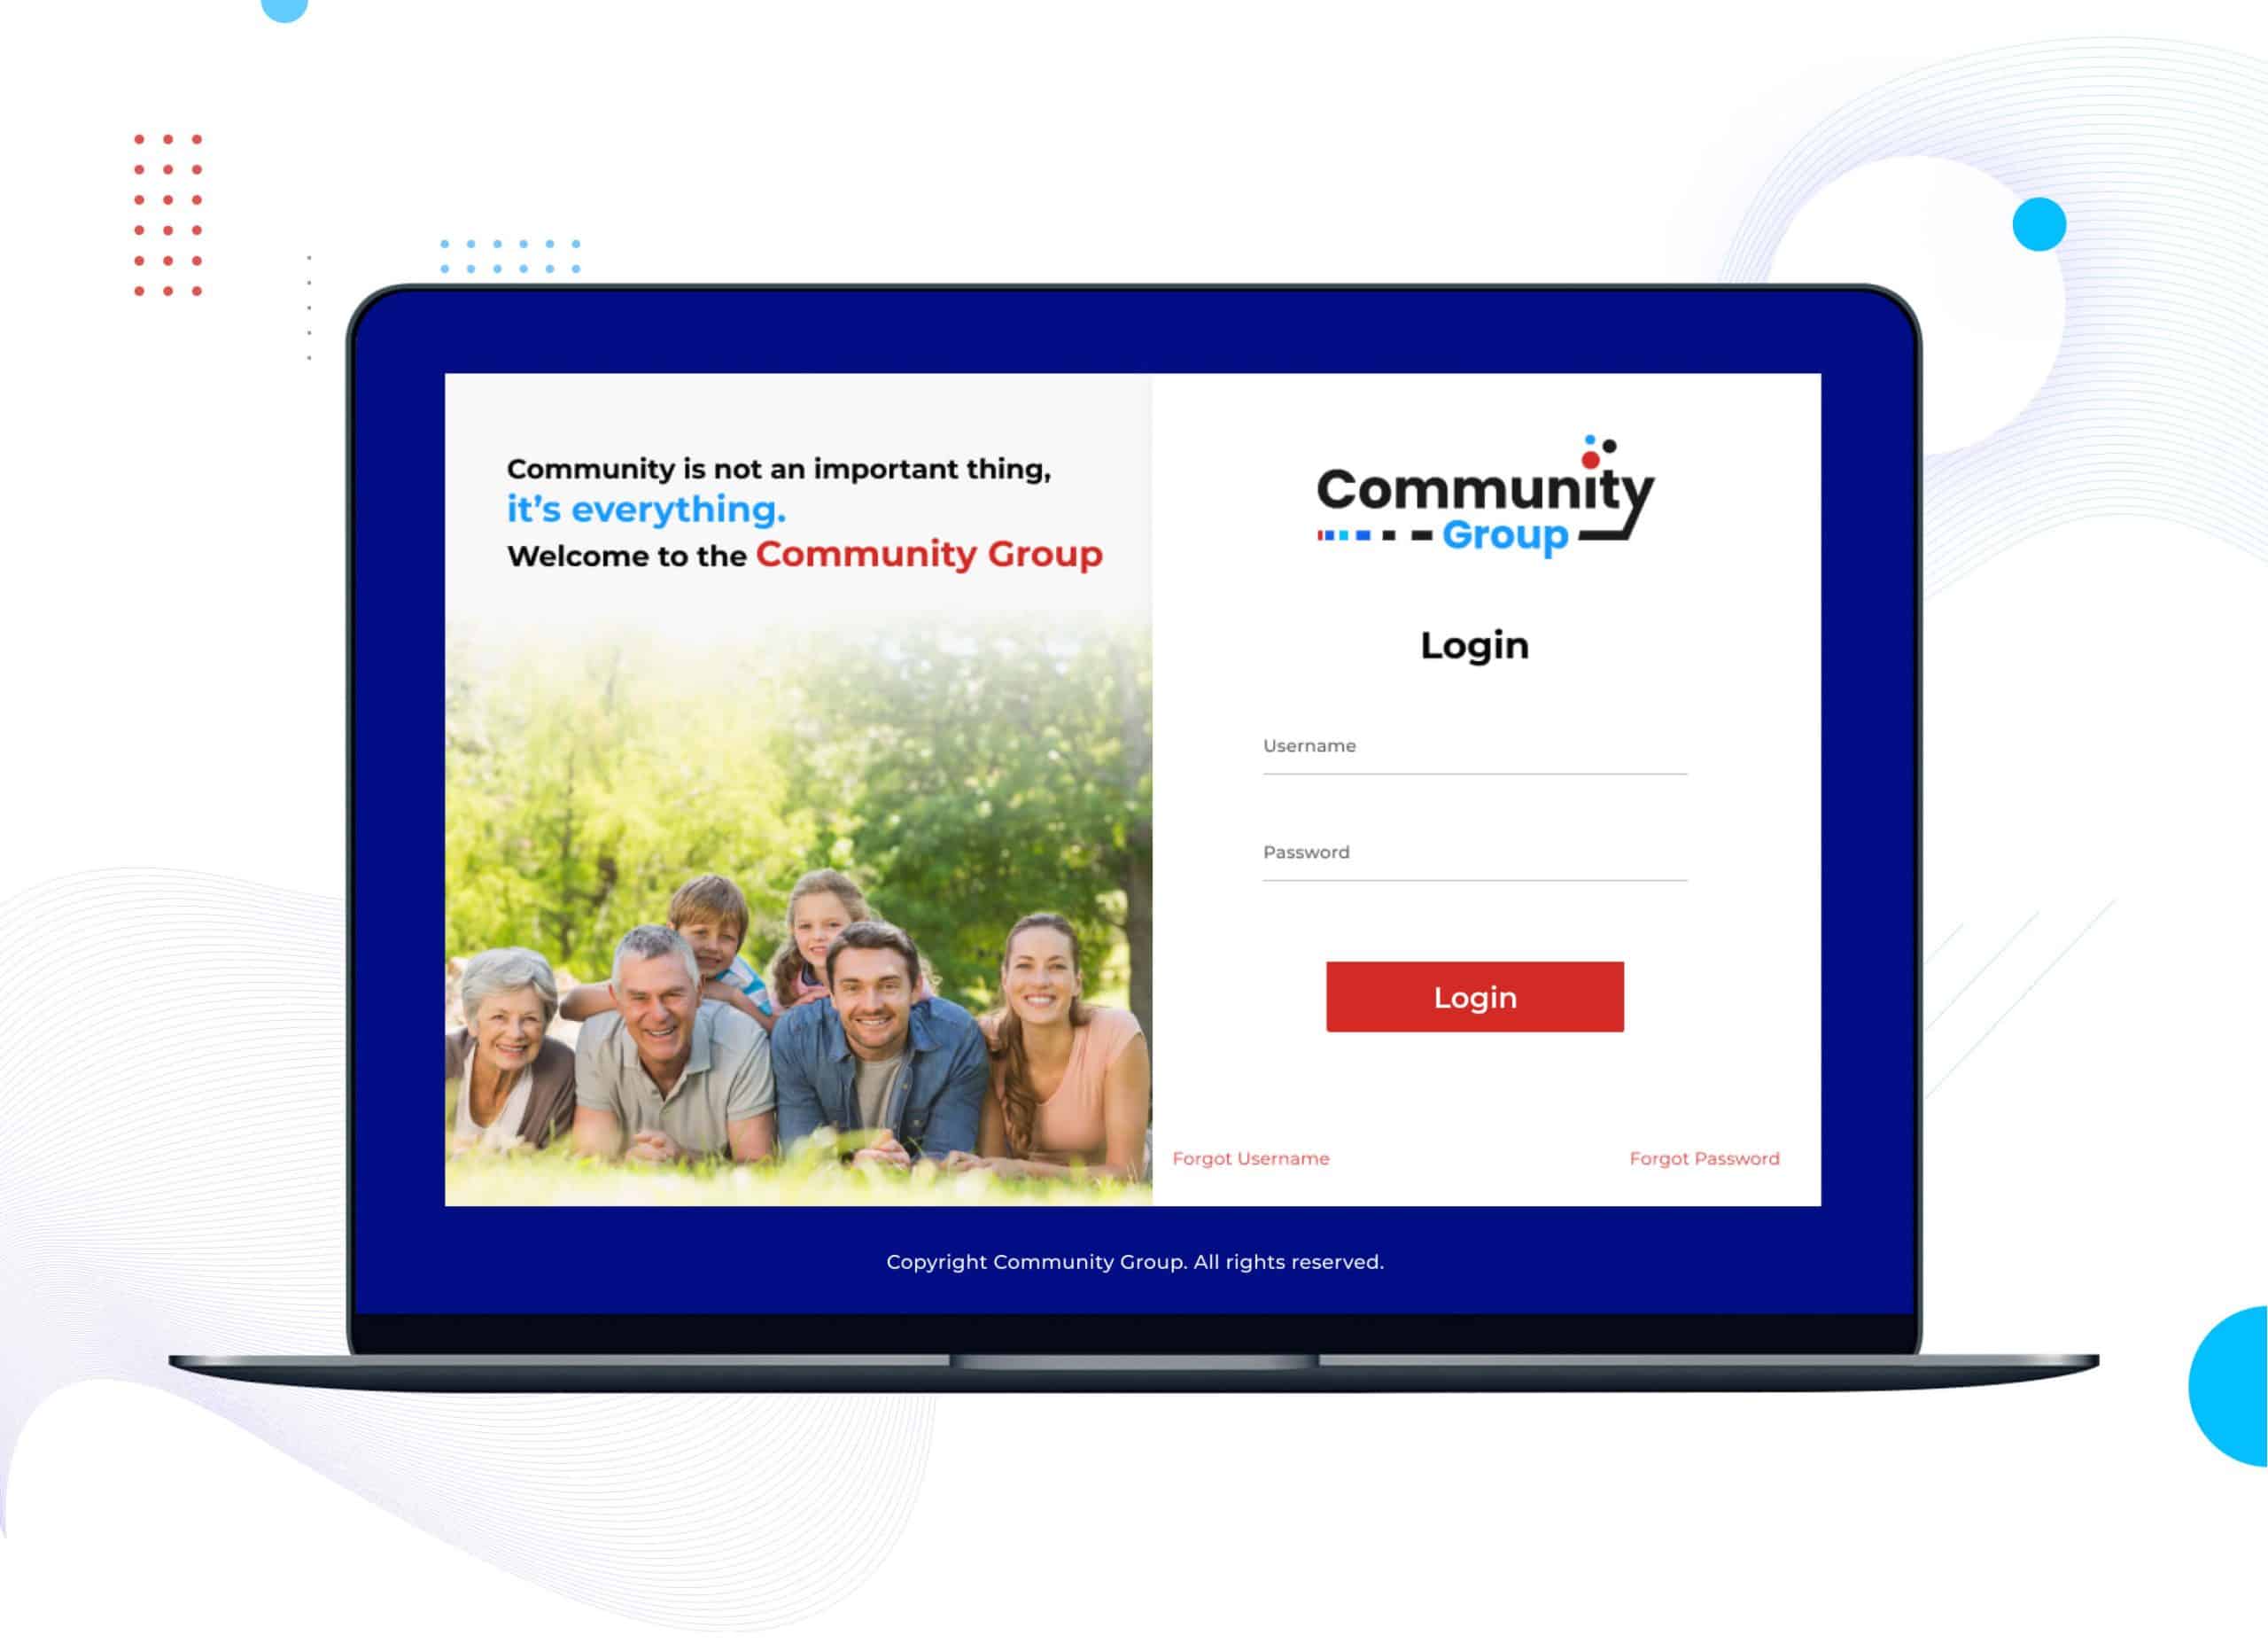 Community is not an important thing,
it's everything.
Welcome to the Community Group
Community
Group
Login
Username
Password
Login
Forgot Username
Forgot Password
Copyright Community Group. All rights reserved.